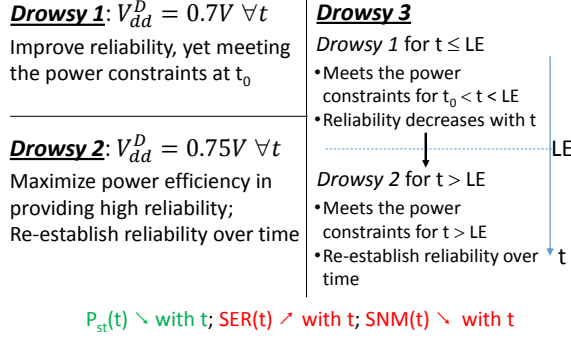 Drowsy 1: V_dd^D = 0.7V ∀t
Improve reliability, yet meeting
the power constraints at t₀
Drowsy 2: V_dd^D = 0.75V ∀t
Maximize power efficiency in
providing high reliability;
Re-establish reliability over time
Drowsy 3
Drowsy 1 for t ≤ LE
•Meets the power
constraints for t₀ < t < LE
•Reliability decreases with t
LE
Drowsy 2 for t > LE
•Meets the power
constraints for t > LE
•Re-establish reliability over
time
t
P_st(t) ↘ with t; SER(t) ↗ with t; SNM(t) ↘ with t